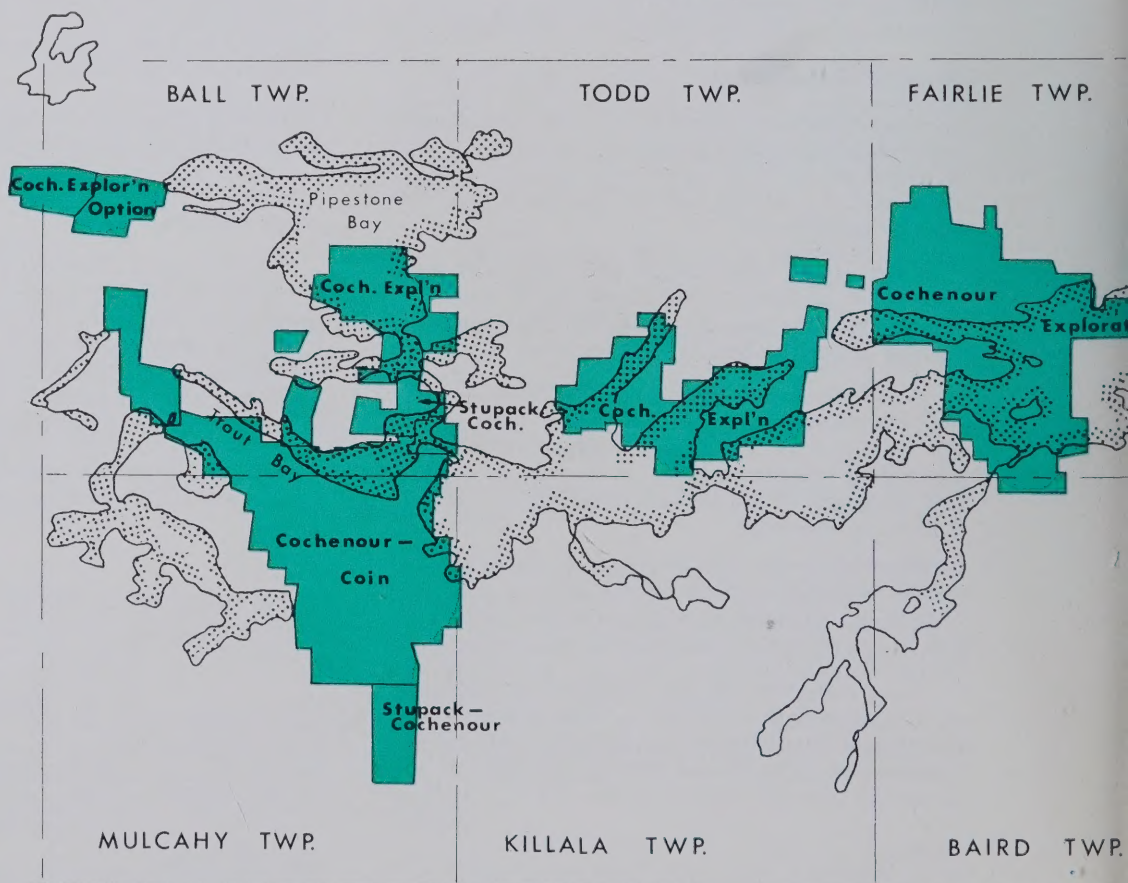 BALL TWP.
TODD TWP.
FAIRLIE TWP.
Coch. Explor'n
Option
Pipestone
Bay
Coch. Expl'n
Cochenour
Explorat
Stupack
Coch.
Coch.
Expl'n
Trout
Bay
Cochenour –
Coin
Stupack –
Cochenour
MULCAHY TWP.
KILLALA TWP.
BAIRD TWP.